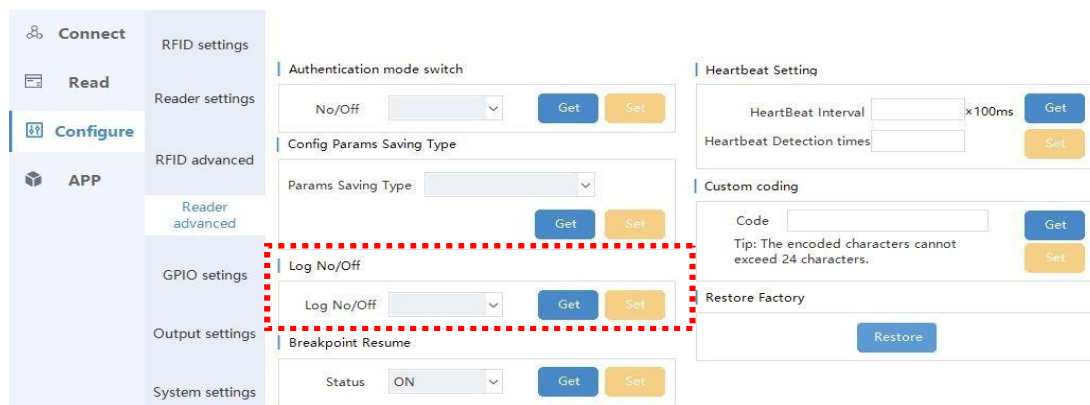 Connect
Read
Configure
APP
RFID settings
Reader settings
RFID advanced
Reader
advanced
GPIO setings
Output settings
System settings
Authentication mode switch
No/Off
Get
Set
Config Params Saving Type
Params Saving Type
Get
Set
Log No/Off
Log No/Off
Get
Set
Breakpoint Resume
Status
ON
Get
Set
Heartbeat Setting
HeartBeat Interval
×100ms
Get
Heartbeat Detection times
Set
Custom coding
Code
Get
Tip: The encoded characters cannot
exceed 24 characters.
Set
Restore Factory
Restore